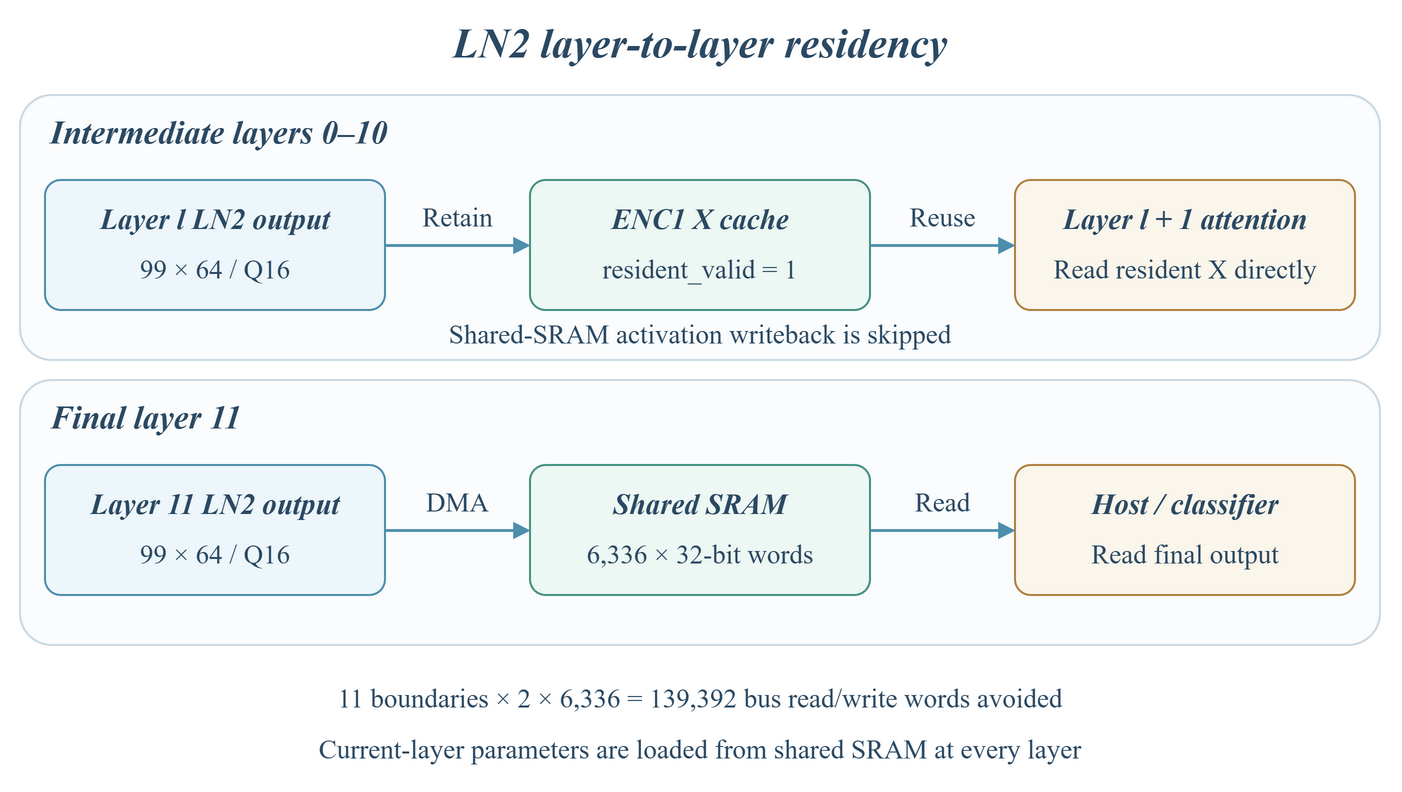 LN2 layer-to-layer residency
Intermediate layers 0–10
Layer l LN2 output
99 × 64 / Q16
Retain
ENC1 X cache
resident_valid = 1
Reuse
Layer l + 1 attention
Read resident X directly
Shared-SRAM activation writeback is skipped
Final layer 11
Layer 11 LN2 output
99 × 64 / Q16
DMA
Shared SRAM
6,336 × 32-bit words
Read
Host / classifier
Read final output
11 boundaries × 2 × 6,336 = 139,392 bus read/write words avoided
Current-layer parameters are loaded from shared SRAM at every layer